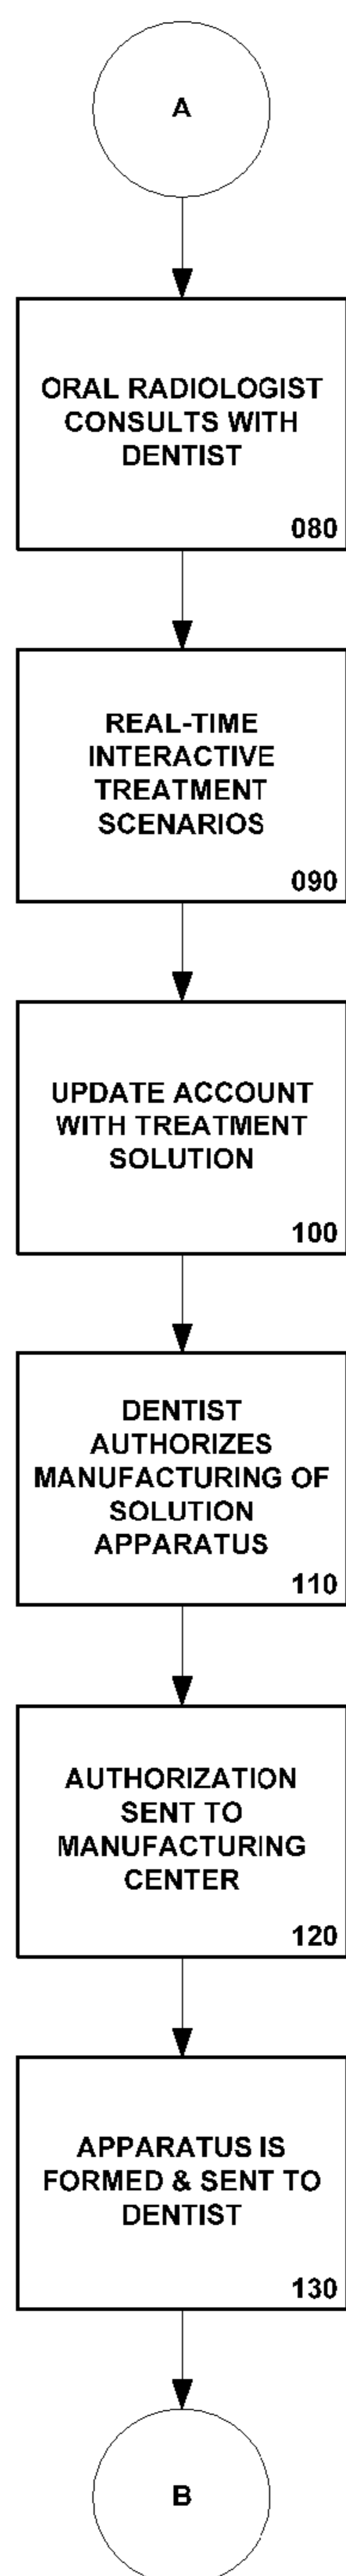 A
ORAL RADIOLOGIST
CONSULTS WITH
DENTIST
080
REAL-TIME
INTERACTIVE
TREATMENT
SCENARIOS
090
UPDATE ACCOUNT
WITH TREATMENT
SOLUTION
100
DENTIST
AUTHORIZES
MANUFACTURING OF
SOLUTION
APPARATUS
110
AUTHORIZATION
SENT TO
MANUFACTURING
CENTER
120
APPARATUS IS
FORMED & SENT TO
DENTIST
130
B